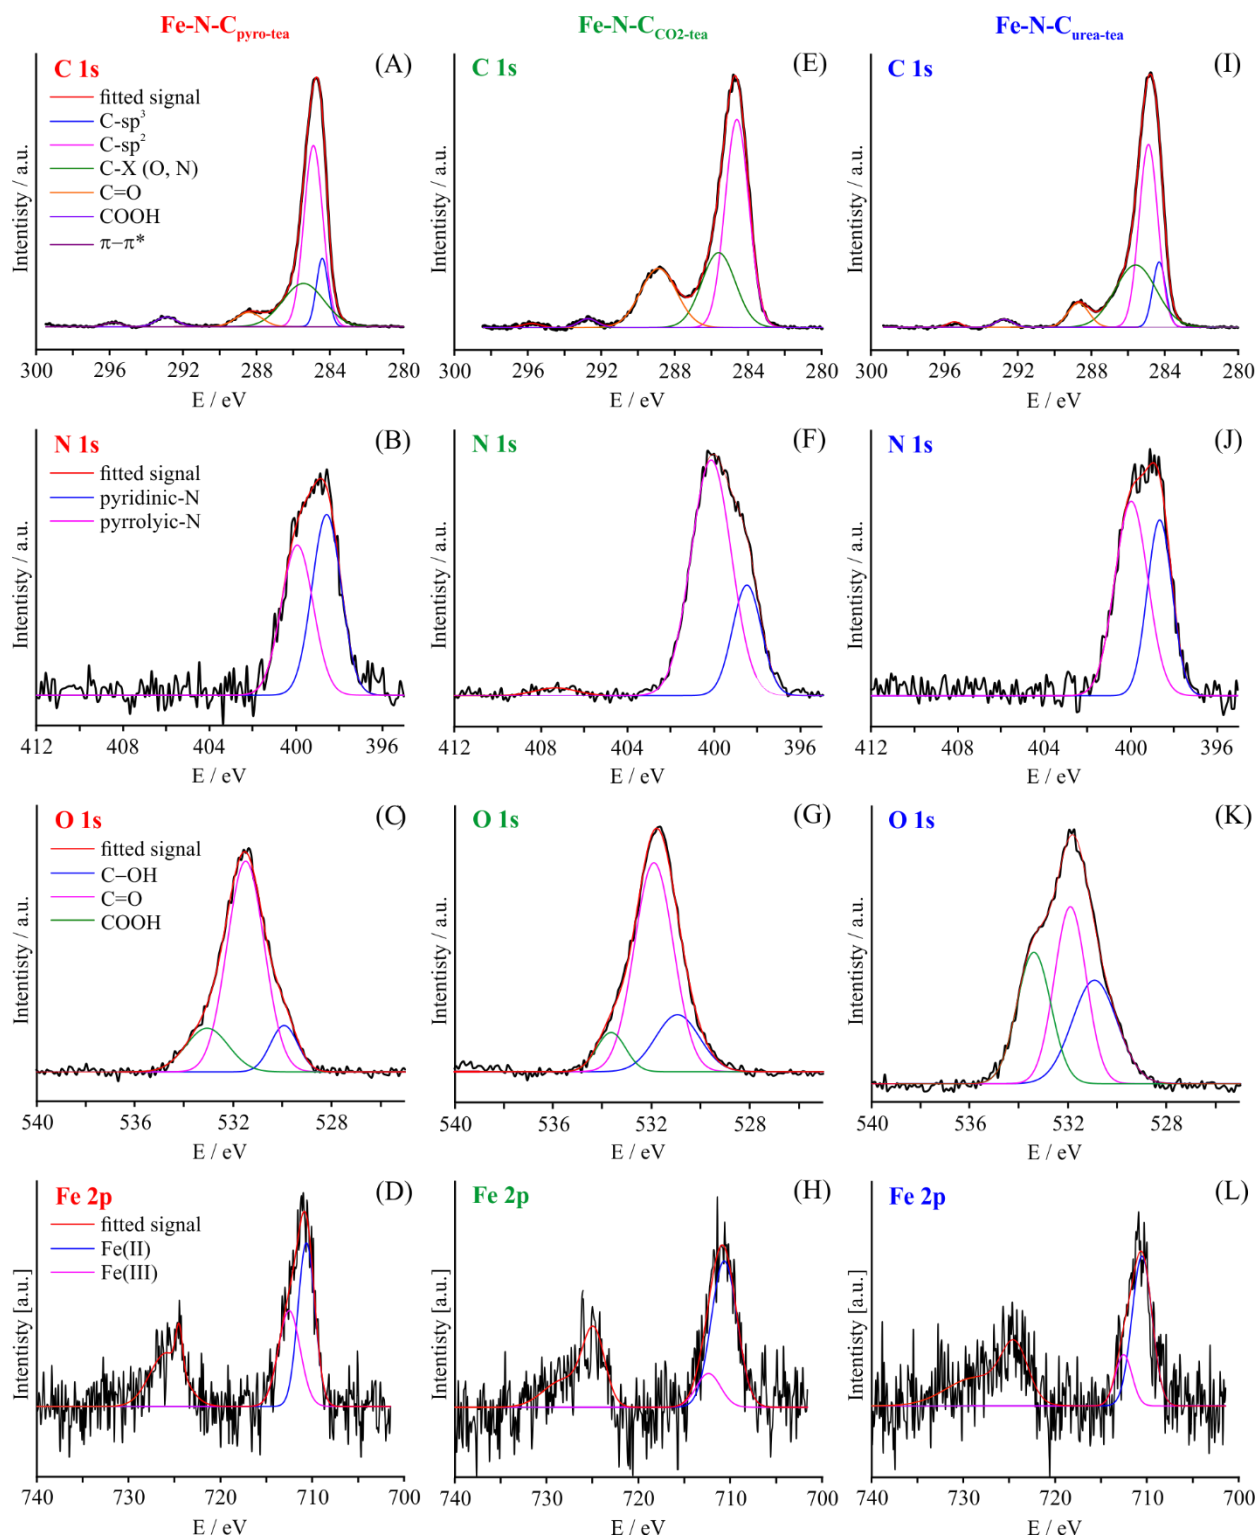 Fe-N-Cpyro-tea
Fe-N-CCO2-tea
Fe-N-Curea-tea
C 1s
(A)
fitted signal
C-sp3
C-sp2
C-X (O, N)
C=O
COOH
π−π*
Intentisty / a.u.
300 296 292 288 284 280
E / eV
C 1s
(E)
Intentisty / a.u.
300 296 292 288 284 280
E / eV
C 1s
(I)
Intentisty / a.u.
300 296 292 288 284 280
E / eV
N 1s
(B)
fitted signal
pyridinic-N
pyrrolyic-N
Intentisty / a.u.
412 408 404 400 396
E / eV
N 1s
(F)
Intentisty / a.u.
412 408 404 400 396
E / eV
N 1s
(J)
Intentisty / a.u.
412 408 404 400 396
E / eV
O 1s
(C)
fitted signal
C−OH
C=O
COOH
Intentisty / a.u.
540 536 532 528
E / eV
O 1s
(G)
Intentisty / a.u.
540 536 532 528
E / eV
O 1s
(K)
Intentisty / a.u.
540 536 532 528
E / eV
Fe 2p
(D)
fitted signal
Fe(II)
Fe(III)
Intentisty [a.u.]
740 730 720 710 700
E / eV
Fe 2p
(H)
Intentisty [a.u.]
740 730 720 710 700
E / eV
Fe 2p
(L)
Intentisty [a.u.]
740 730 720 710 700
E / eV